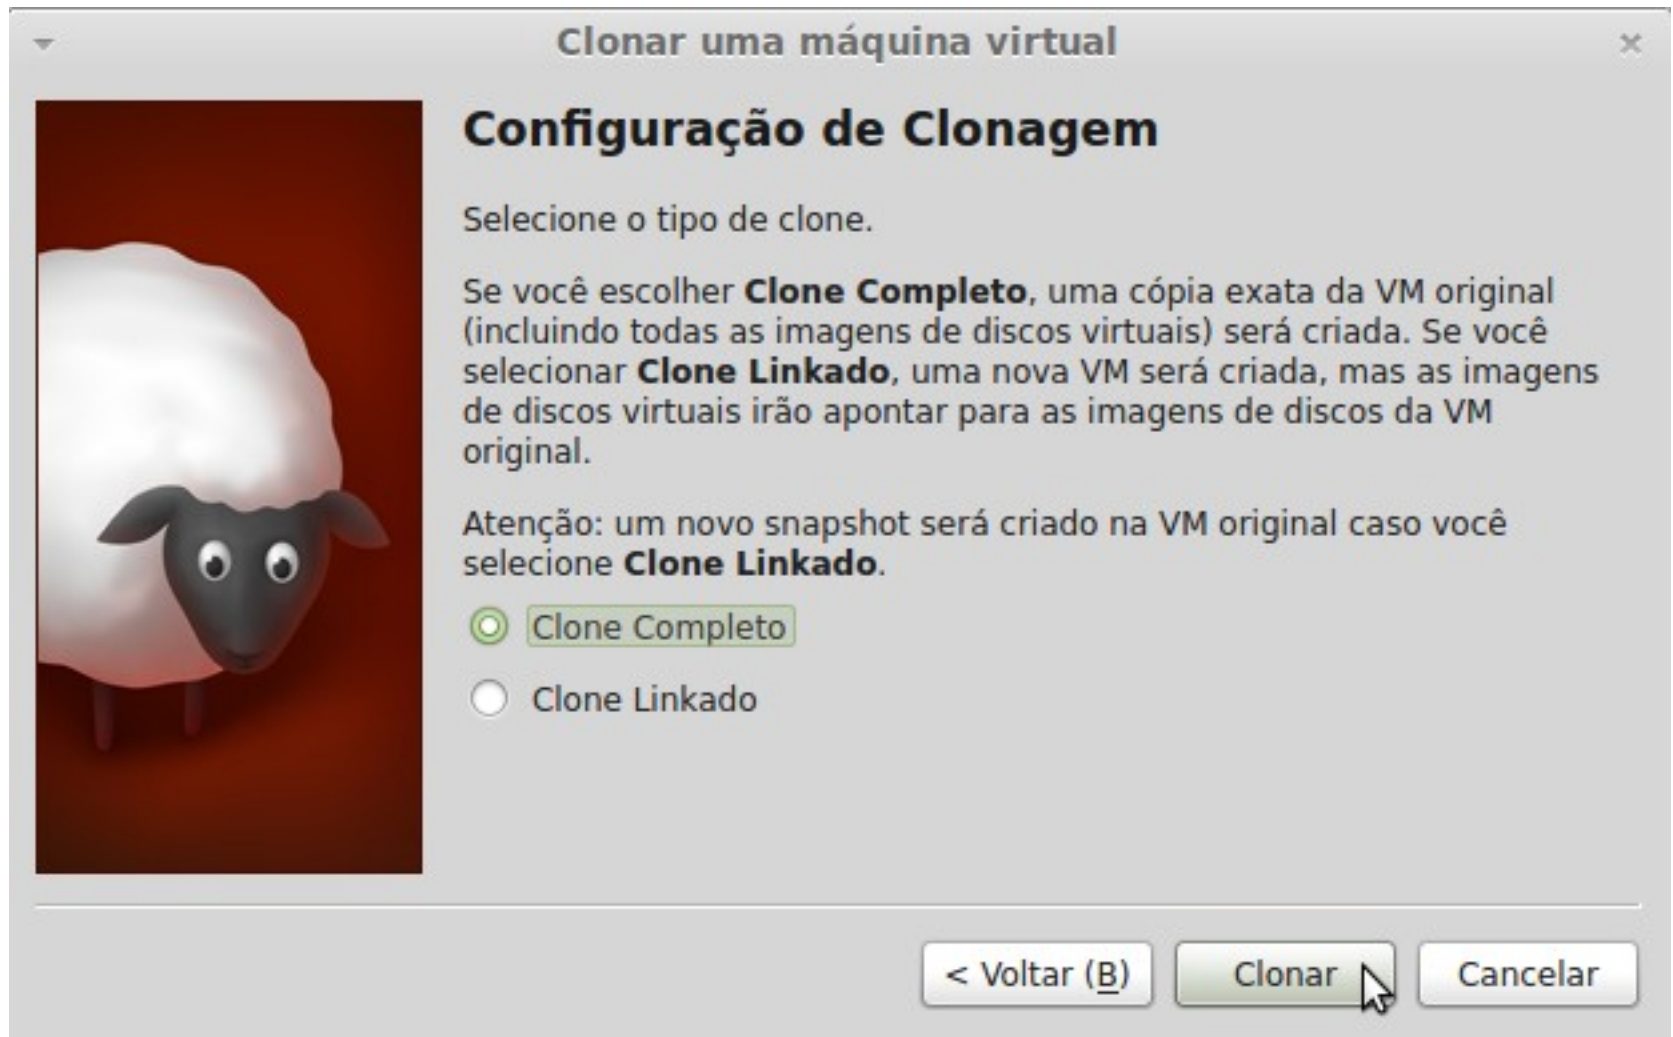 Clonar uma máquina virtual
Configuração de Clonagem
Selecione o tipo de clone.
Se você escolher Clone Completo, uma cópia exata da VM original
(incluindo todas as imagens de discos virtuais) será criada. Se você
selecionar Clone Linkado, uma nova VM será criada, mas as imagens
de discos virtuais irão apontar para as imagens de discos da VM
original.
Atenção: um novo snapshot será criado na VM original caso você
selecione Clone Linkado.
Clone Completo
Clone Linkado
< Voltar (B) Clonar Cancelar